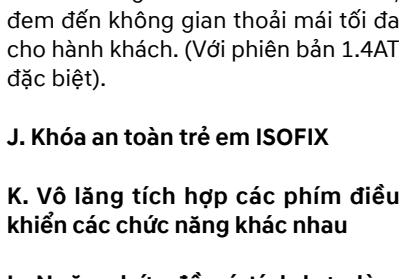 đem đến không gian thoải mái tối đa
cho hành khách. (Với phiên bản 1.4AT
đặc biệt).
J. Khóa an toàn trẻ em ISOFIX
K. Vô lăng tích hợp các phím điều
khiển các chức năng khác nhau